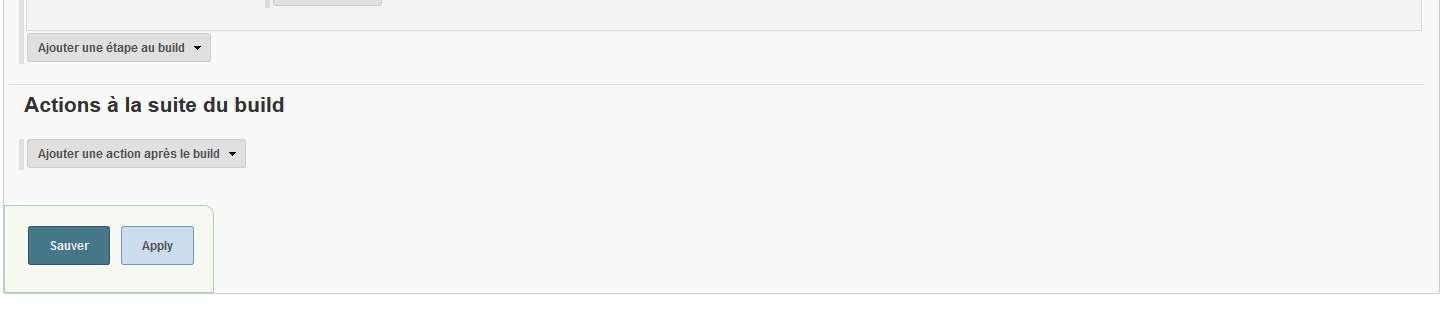 Ajouter une étape au build
Actions à la suite du build
Ajouter une action après le build
Sauver
Apply